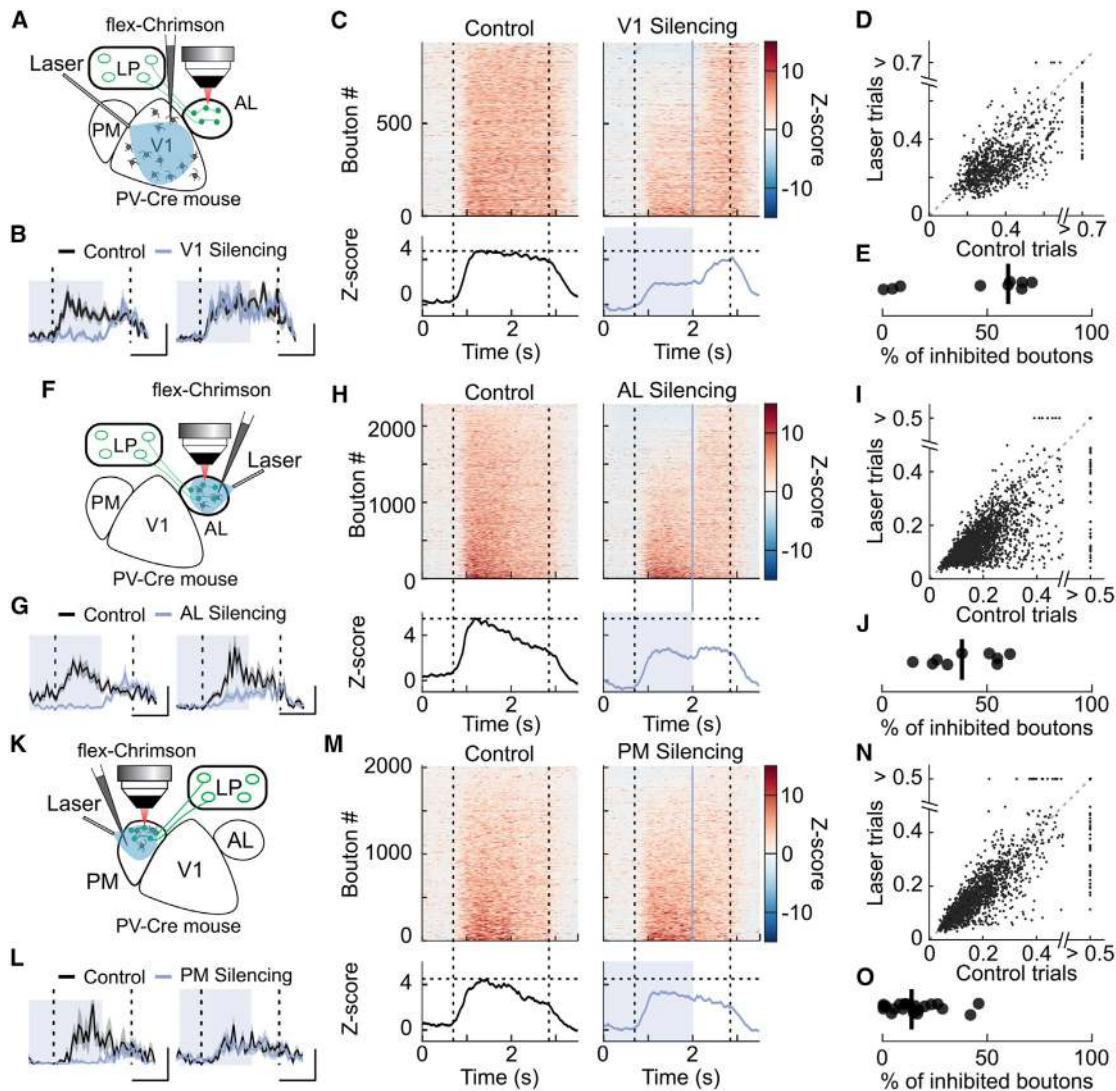 A
flex-Chrimson
Laser
LP
AL
PM
V1
PV-Cre mouse
B
Control V1 Silencing
C
Control V1 Silencing
Bouton #
500
0
10
0
-10
Z-score
Z-score
4
0
0 2 0 2
Time (s) Time (s)
D
Laser trials
>
0.7
0.4
0
0.4 > 0.7
Control trials
E
0 50 100
% of inhibited boutons
F
flex-Chrimson
LP
Laser
PM
V1
AL
PV-Cre mouse
G
Control AL Silencing
H
Control AL Silencing
Bouton #
2000
1000
0
10
0
-10
Z-score
Z-score
4
0
0 2 0 2
Time (s) Time (s)
I
Laser trials
>
0.5
0.4
0.2
0
0 0.2 0.4 > 0.5
Control trials
J
0 50 100
% of inhibited boutons
K
flex-Chrimson
Laser
LP
AL
V1
PM
PV-Cre mouse
L
Control PM Silencing
M
Control PM Silencing
Bouton #
2000
1000
0
10
0
-10
Z-score
Z-score
4
0
0 2 0 2
Time (s) Time (s)
N
Laser trials
>
0.5
0.4
0.2
0
0 0.2 0.4 > 0.5
Control trials
O
0 50 100
% of inhibited boutons